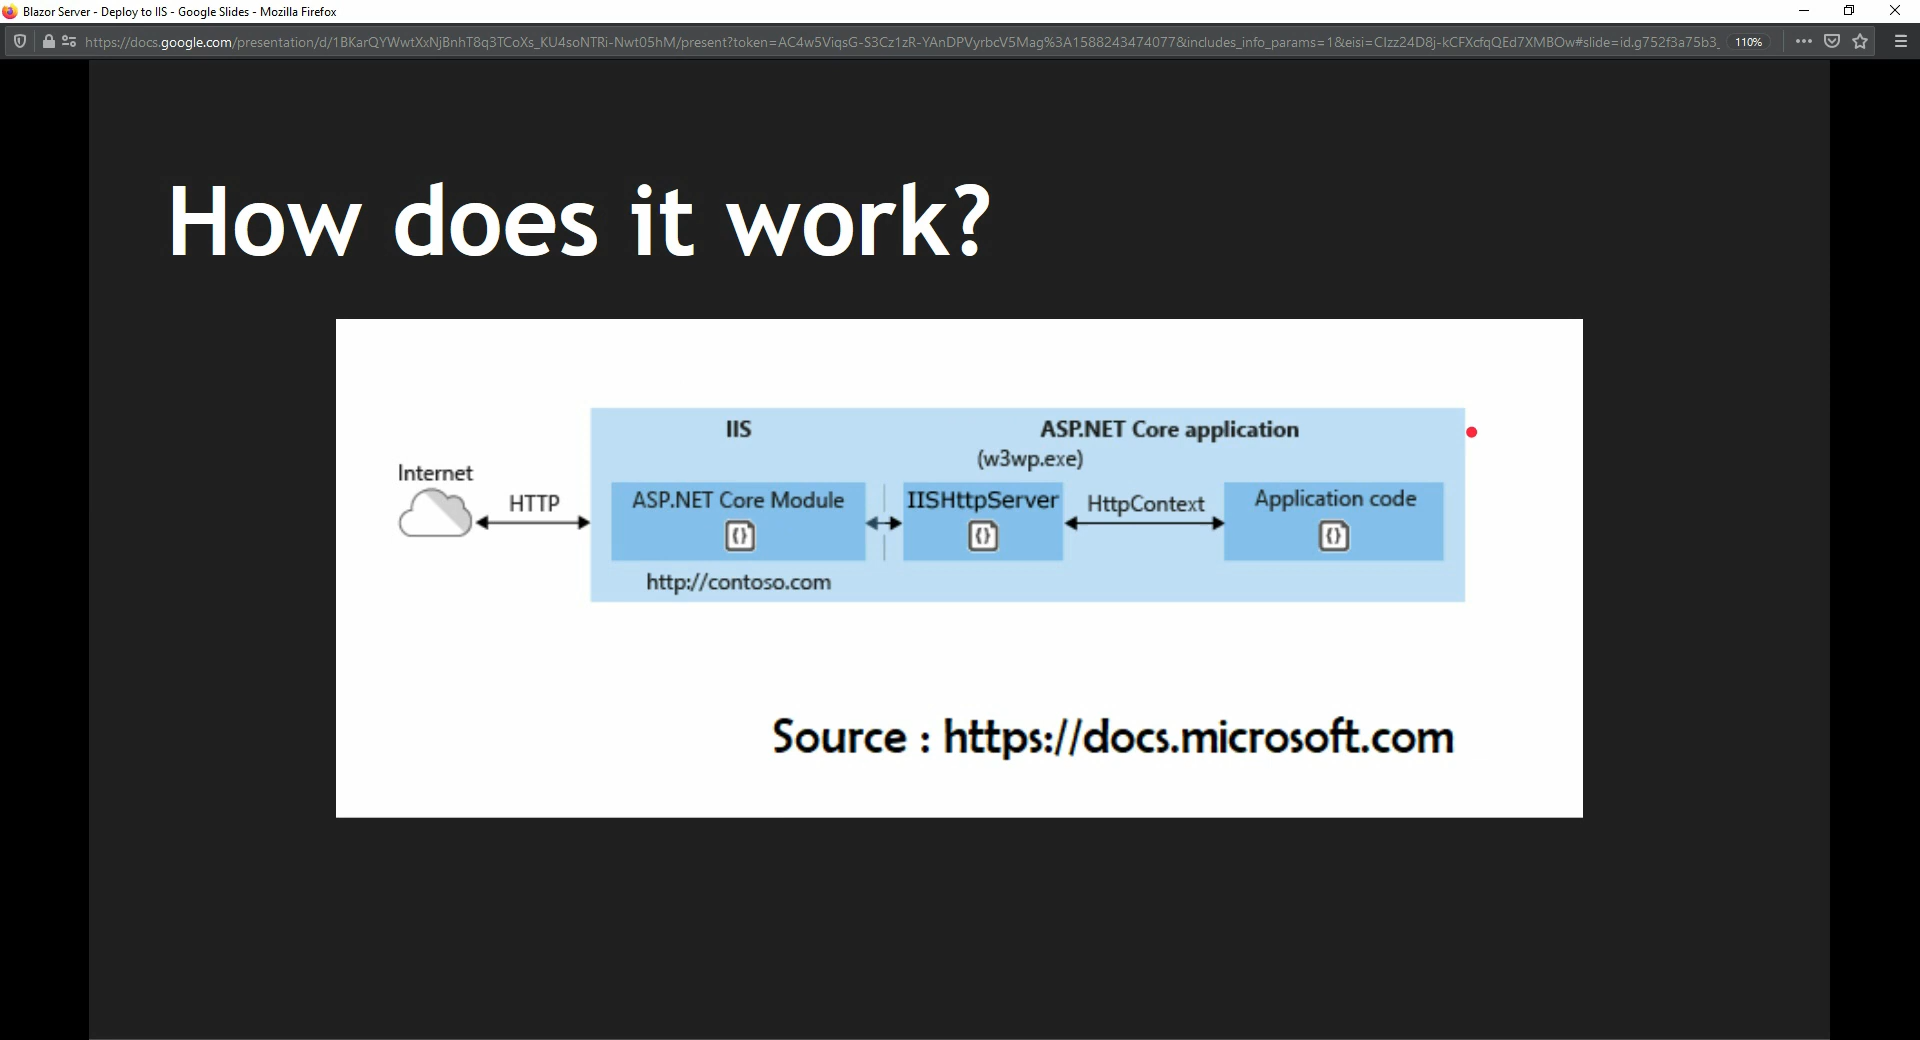 Blazor Server - Deploy to IIS - Google Slides - Mozilla Firefox
https://docs.google.com/presentation/d/1BKarQYWwtXxNjBnhT8q3TCoXs_KU4soNTRi-Nwt05hM/present?token=AC4w5ViqsG-S3Cz1zR-YAnDPVyrbcV5Mag%3A1588243474077&includes_info_params=1&eisi=CIzz24D8j-kCFXcfqQEd7XMBOw#slide=id.g752f3a75b3_ 110%
How does it work?
IIS ASP.NET Core application
(w3wp.exe)
Internet
HTTP ASP.NET Core Module IISHttpServer HttpContext Application code
http://contoso.com
Source : https://docs.microsoft.com